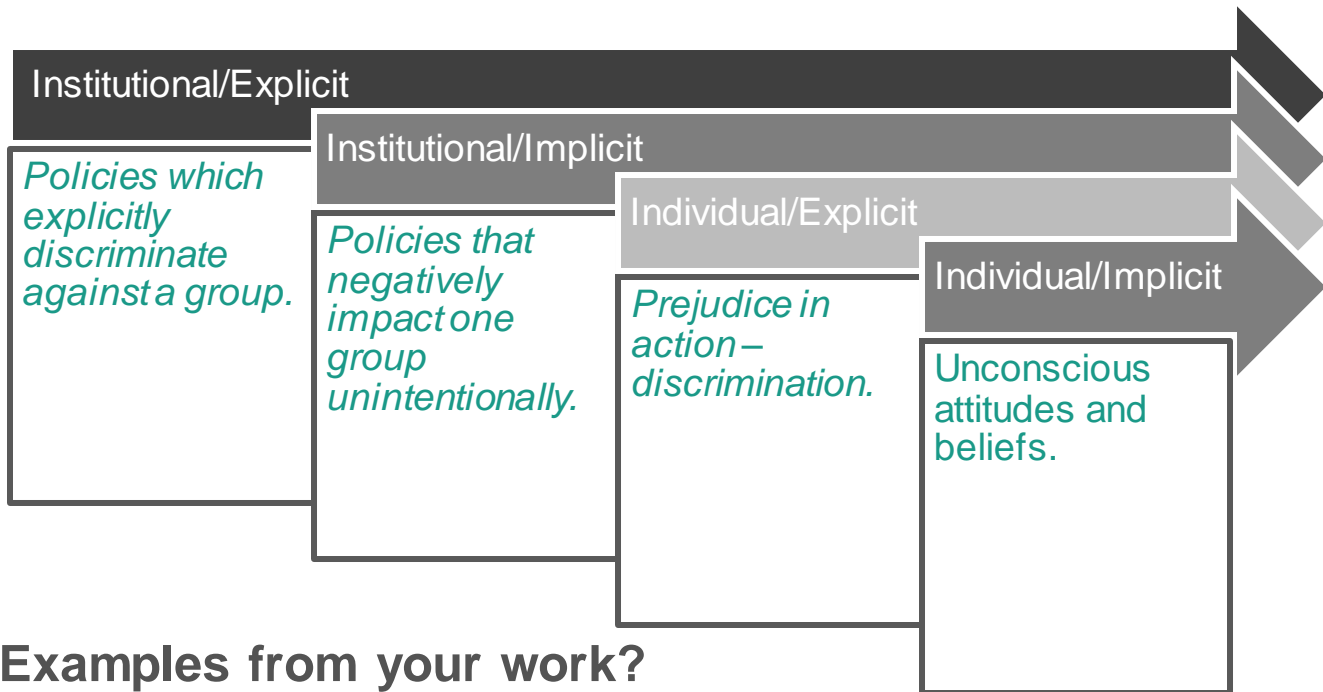 Institutional/Explicit
Policies which
explicitly
discriminate
against a group.
Institutional/Implicit
Policies that
negatively
impact one
group
unintentionally.
Individual/Explicit
Prejudice in
action –
discrimination.
Individual/Implicit
Unconscious
attitudes and
beliefs.
Examples from your work?